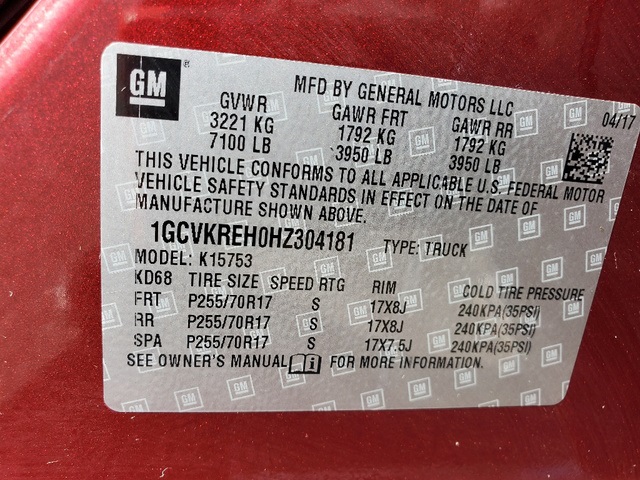 GM ®
MFD BY GENERAL MOTORS LLC
04/17
GVWR GAWR FRT GAWR RR
3221 KG 1792 KG 1792 KG
7100 LB 3950 LB 3950 LB
THIS VEHICLE CONFORMS TO ALL APPLICABLE U.S. FEDERAL MOTOR
VEHICLE SAFETY STANDARDS IN EFFECT ON THE DATE OF
MANUFACTURE SHOWN ABOVE.
1GCVKREH0HZ304181 TYPE: TRUCK
MODEL: K15753
KD68 TIRE SIZE SPEED RTG RIM COLD TIRE PRESSURE
FRT P255/70R17 S 17X8J 240KPA(35PSI)
RR P255/70R17 S 17X8J 240KPA(35PSI)
SPA P255/70R17 S 17X7.5J 240KPA(35PSI)
SEE OWNER'S MANUAL i FOR MORE INFORMATION.